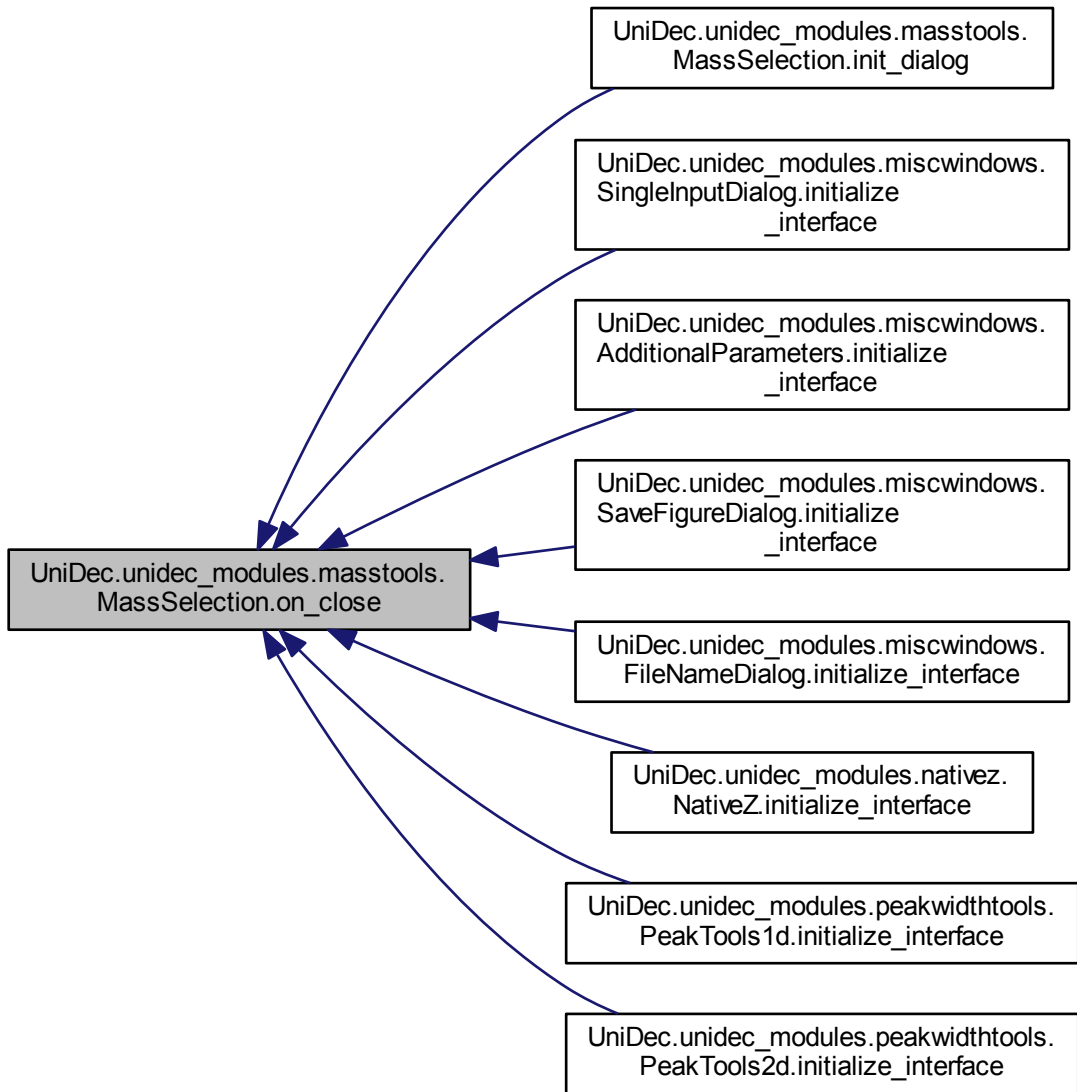 UniDec.unidec_modules.masstools.
MassSelection.init_dialog
UniDec.unidec_modules.miscwindows.
SingleInputDialog.initialize
_interface
UniDec.unidec_modules.miscwindows.
AdditionalParameters.initialize
_interface
UniDec.unidec_modules.miscwindows.
SaveFigureDialog.initialize
_interface
UniDec.unidec_modules.masstools.
MassSelection.on_close
UniDec.unidec_modules.miscwindows.
FileNameDialog.initialize_interface
UniDec.unidec_modules.nativez.
NativeZ.initialize_interface
UniDec.unidec_modules.peakwidthtools.
PeakTools1d.initialize_interface
UniDec.unidec_modules.peakwidthtools.
PeakTools2d.initialize_interface